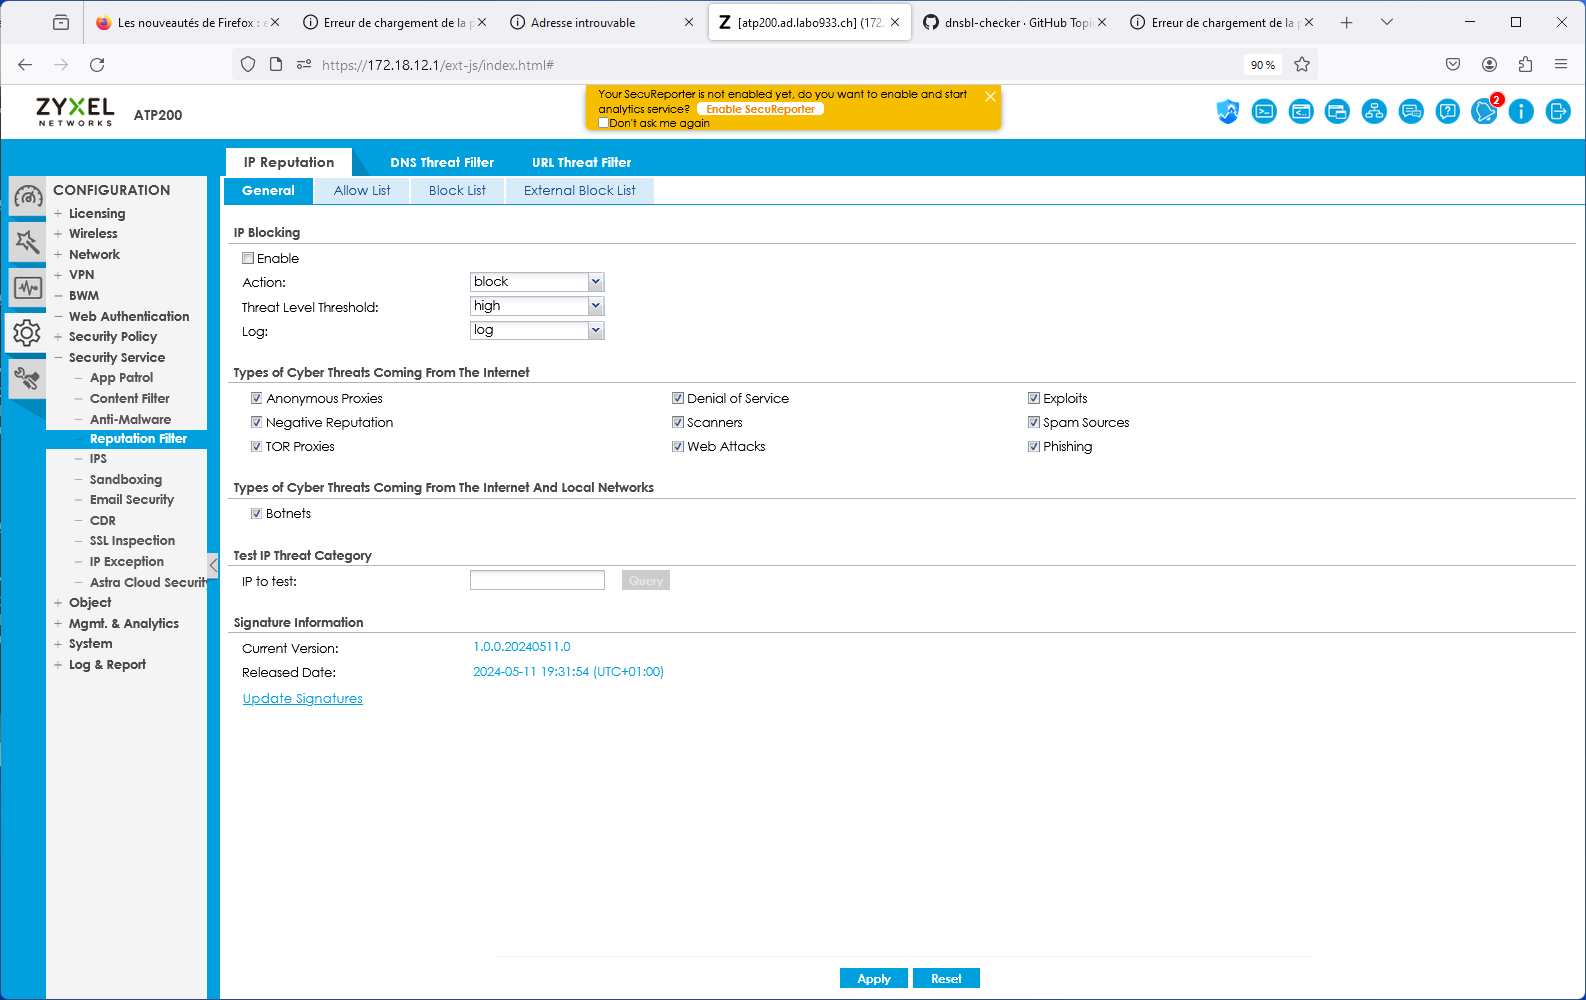 Les nouveautés de Firefox :
Erreur de chargement de la
Adresse introuvable
[atp200.ad.labo933.ch] (172.
dnsbl-checker · GitHub Topi
Erreur de chargement de la
https://172.18.12.1/ext-js/index.html#
90 %
ZYXEL
NETWORKS
ATP200
Your SecuReporter is not enabled yet, do you want to enable and start
analytics service? Enable SecuReporter
Don't ask me again
2
IP Reputation
DNS Threat Filter
URL Threat Filter
General
Allow List
Block List
External Block List
CONFIGURATION
Licensing
Wireless
Network
VPN
BWM
Web Authentication
Security Policy
Security Service
App Patrol
Content Filter
Anti-Malware
Reputation Filter
IPS
Sandboxing
Email Security
CDR
SSL Inspection
IP Exception
Astra Cloud Security
Object
Mgmt. & Analytics
System
Log & Report
IP Blocking
Enable
Action: block
Threat Level Threshold: high
Log: log
Types of Cyber Threats Coming From The Internet
Anonymous Proxies Denial of Service Exploits
Negative Reputation Scanners Spam Sources
TOR Proxies Web Attacks Phishing
Types of Cyber Threats Coming From The Internet And Local Networks
Botnets
Test IP Threat Category
IP to test: Query
Signature Information
Current Version: 1.0.0.20240511.0
Released Date: 2024-05-11 19:31:54 (UTC+01:00)
Update Signatures
Apply
Reset